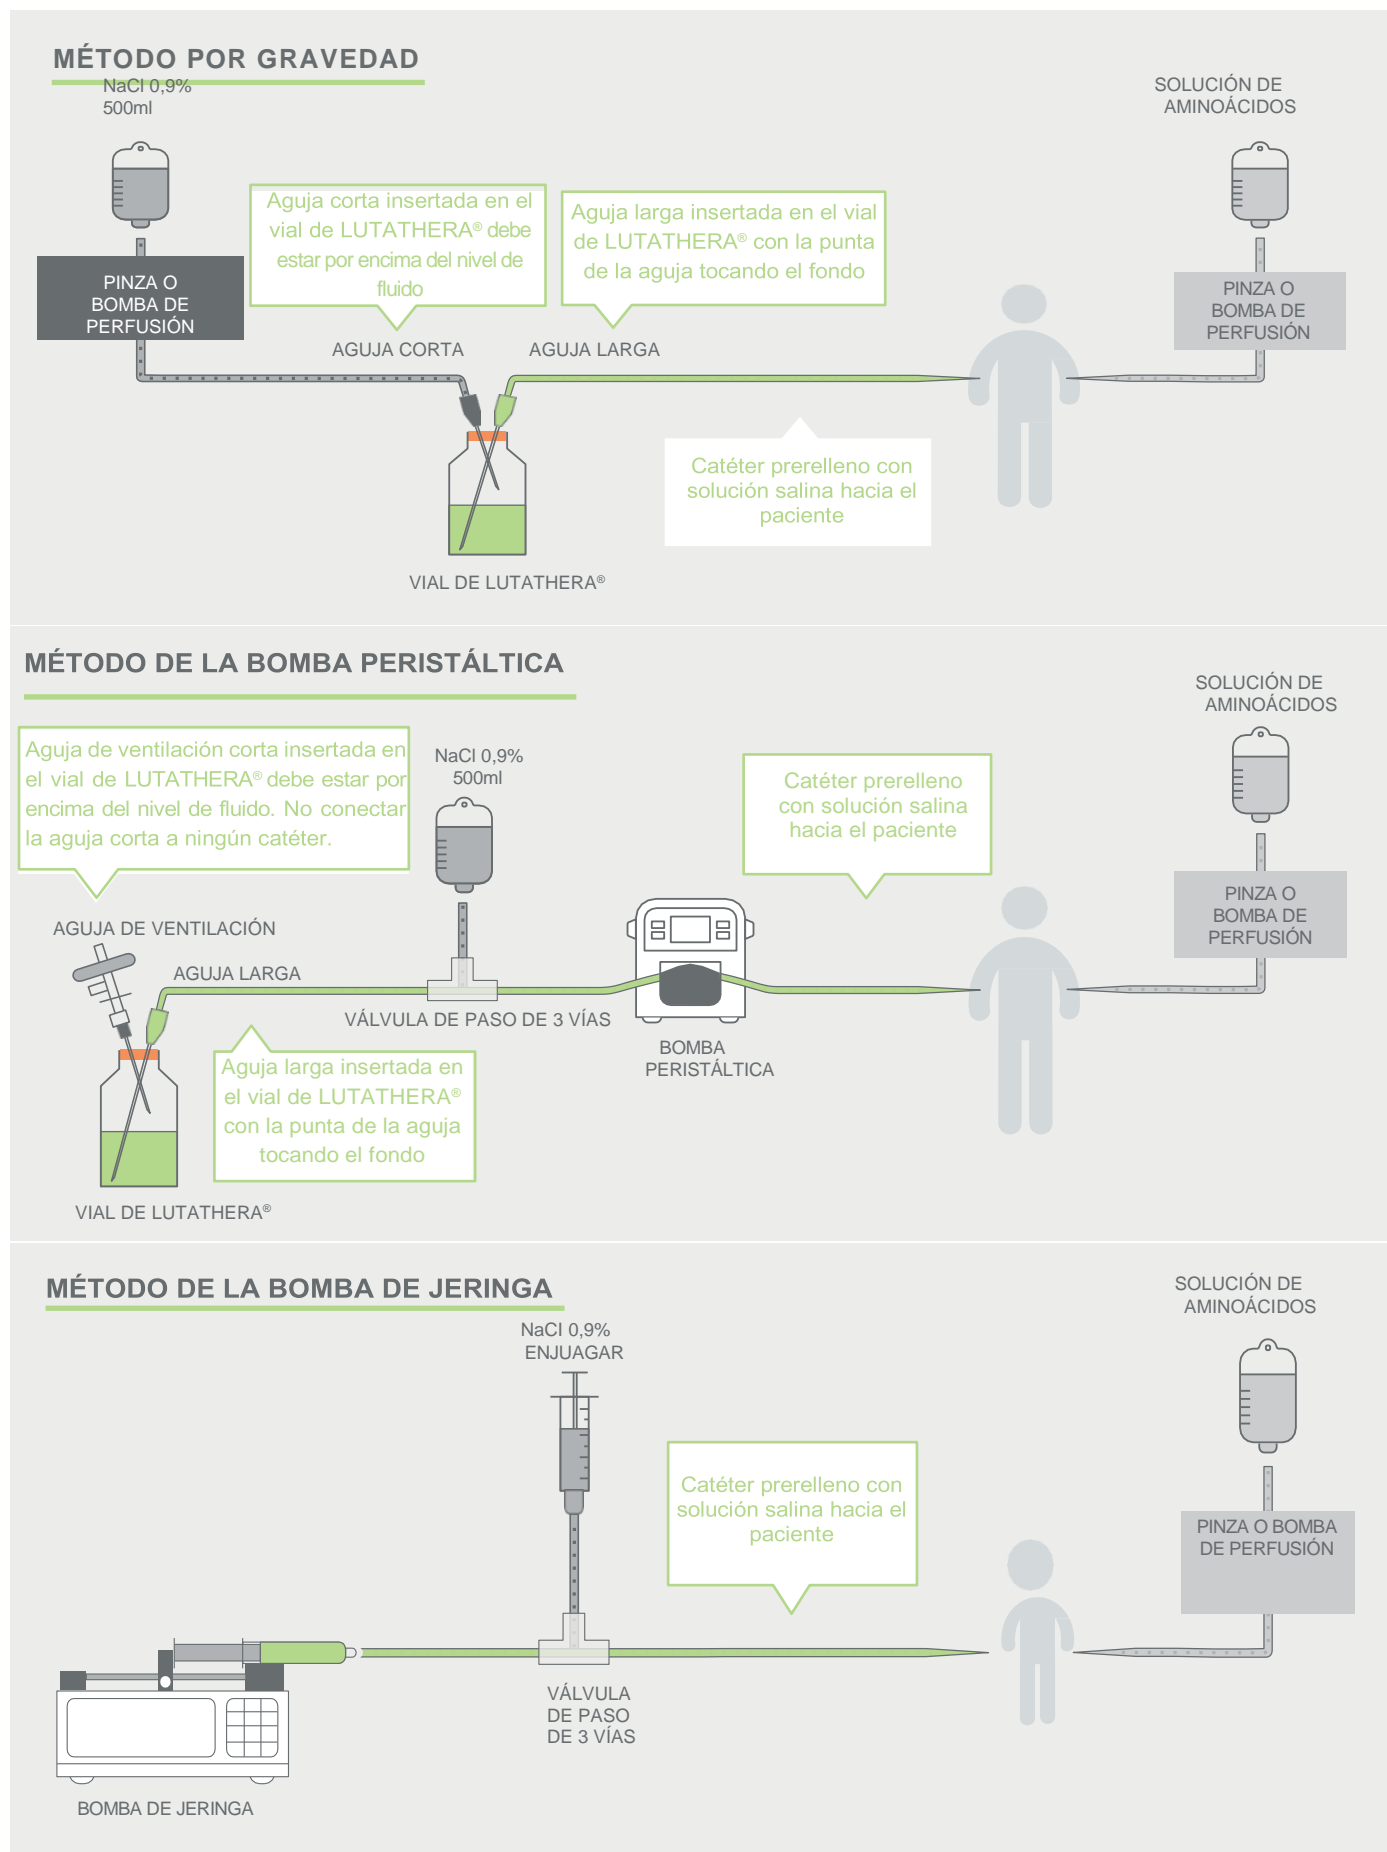 MÉTODO POR GRAVEDAD
NaCl 0,9%
500ml
SOLUCIÓN DE
AMINOÁCIDOS
Aguja corta insertada en el
vial de LUTATHERA® debe
estar por encima del nivel de
fluido
Aguja larga insertada en el vial
de LUTATHERA® con la punta
de la aguja tocando el fondo
PINZA O
BOMBA DE
PERFUSIÓN
PINZA O
BOMBA DE
PERFUSIÓN
AGUJA CORTA
AGUJA LARGA
Catéter prerelleno con
solución salina hacia el
paciente
VIAL DE LUTATHERA®
MÉTODO DE LA BOMBA PERISTÁLTICA
SOLUCIÓN DE
AMINOÁCIDOS
Aguja de ventilación corta insertada en
el vial de LUTATHERA® debe estar por
encima del nivel de fluido. No conectar
la aguja corta a ningún catéter.
NaCl 0,9%
500ml
Catéter prerelleno
con solución salina
hacia el paciente
PINZA O
BOMBA DE
PERFUSIÓN
AGUJA DE VENTILACIÓN
AGUJA LARGA
VÁLVULA DE PASO DE 3 VÍAS
BOMBA
PERISTÁLTICA
Aguja larga insertada en
el vial de LUTATHERA®
con la punta de la aguja
tocando el fondo
VIAL DE LUTATHERA®
MÉTODO DE LA BOMBA DE JERINGA
SOLUCIÓN DE
AMINOÁCIDOS
NaCl 0,9%
ENJUAGAR
Catéter prerelleno con
solución salina hacia el
paciente
PINZA O BOMBA
DE PERFUSIÓN
VÁLVULA
DE PASO
DE 3 VÍAS
BOMBA DE JERINGA